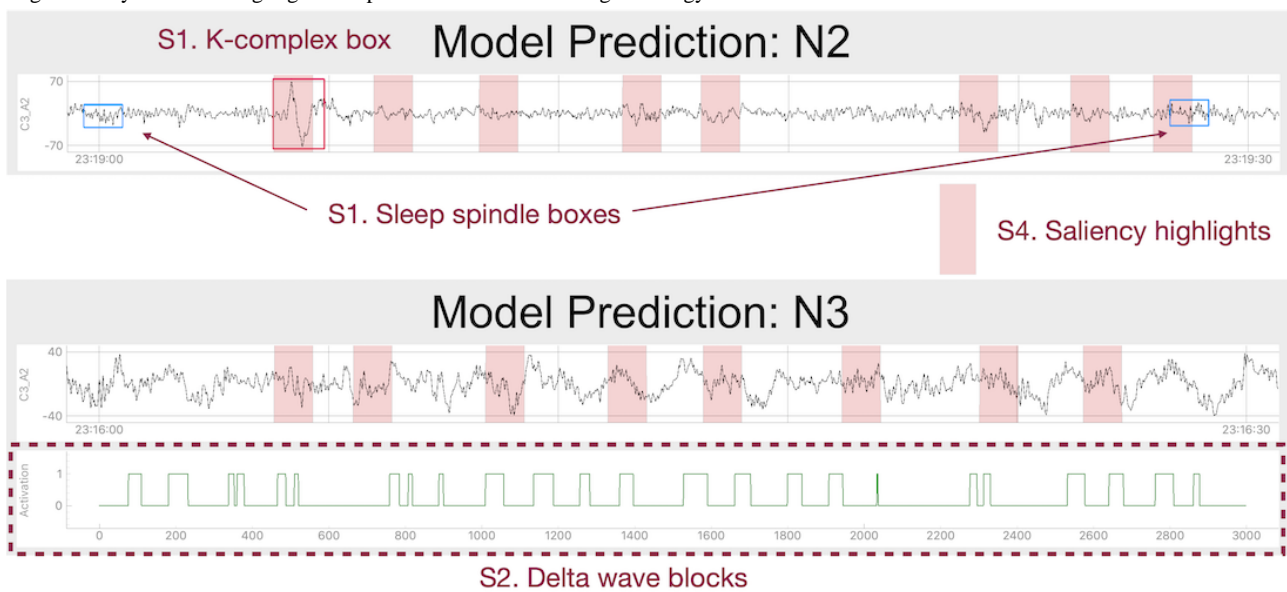 S1. K-complex box
Model Prediction: N2
C3_A2
70
-70
23:19:00
23:19:30
S1. Sleep spindle boxes
S4. Saliency highlights
Model Prediction: N3
C3_A2
40
-40
23:16:00
23:16:30
Activation
1
0
0 200 400 600 800 1000 1200 1400 1600 1800 2000 2200 2400 2600 2800 3000
S2. Delta wave blocks